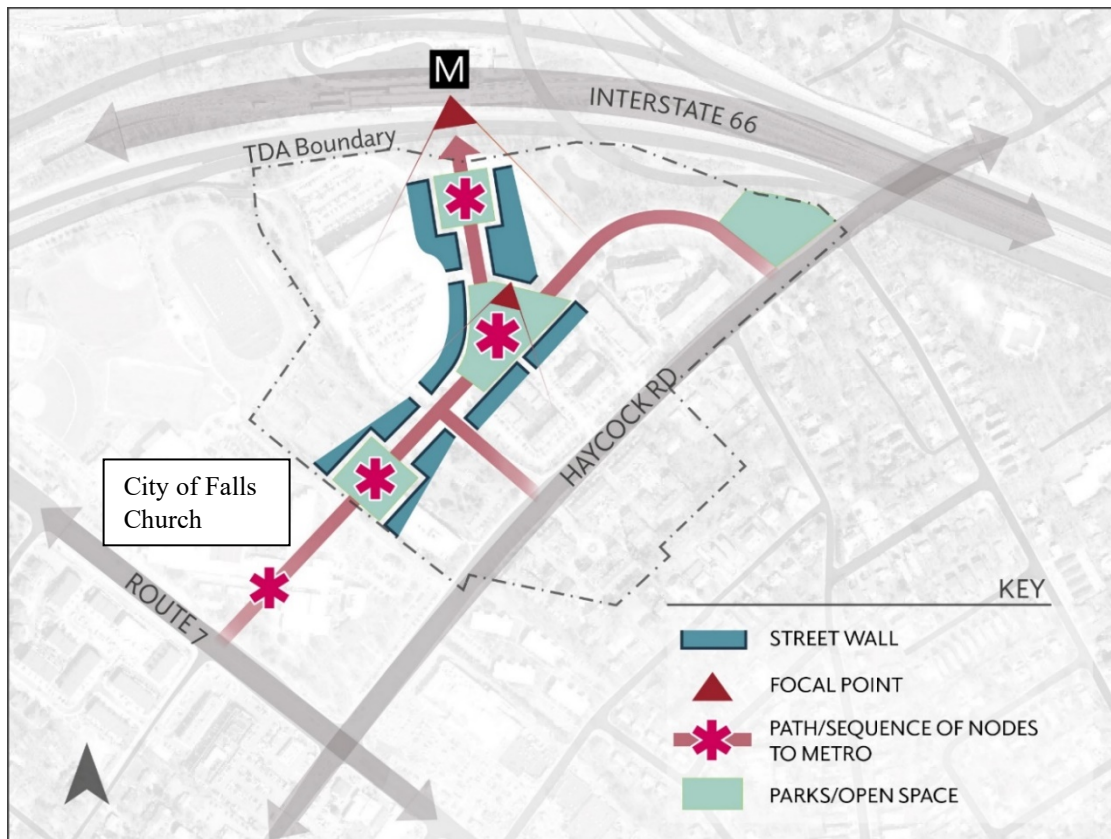 M
INTERSTATE 66
TDA Boundary
HAYCOCK RD
City of Falls
Church
ROUTE 7
KEY
STREET WALL
FOCAL POINT
PATH/SEQUENCE OF NODES
TO METRO
PARKS/OPEN SPACE